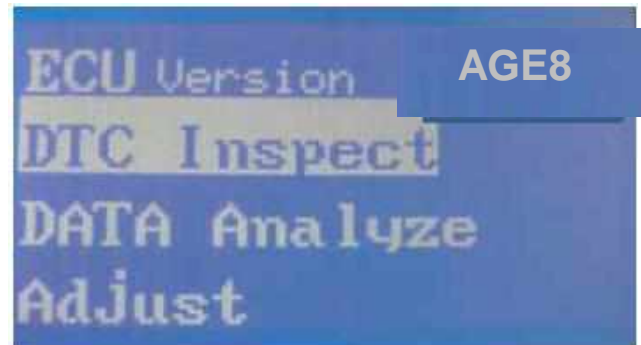 ECU Version AGE8
DTC Inspect
DATA Analyze
Adjust